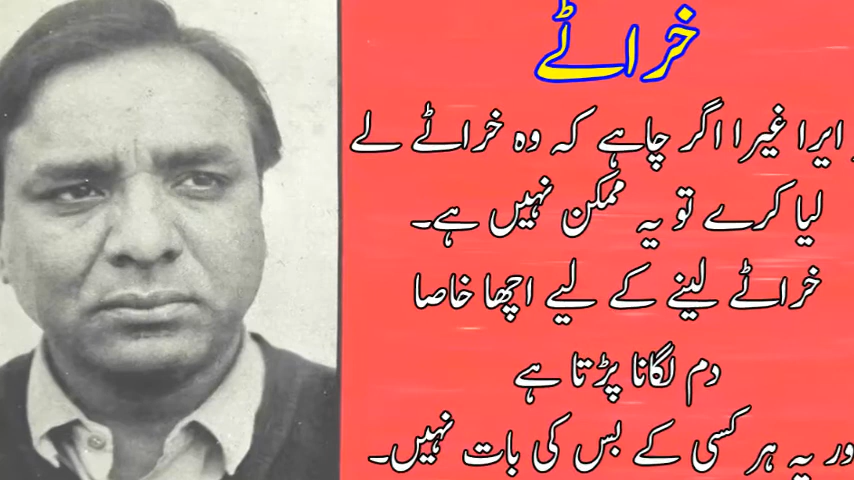 خراٹے
ایرا غیرا اگر چاہے کہ وہ خراٹے لے
لیا کرے تو یہ ممکن نہیں ہے۔
خراٹے لینے کے لیے اچھا خاصا
دم لگانا پڑتا ہے
ور یہ ہر کسی کے بس کی بات نہیں۔